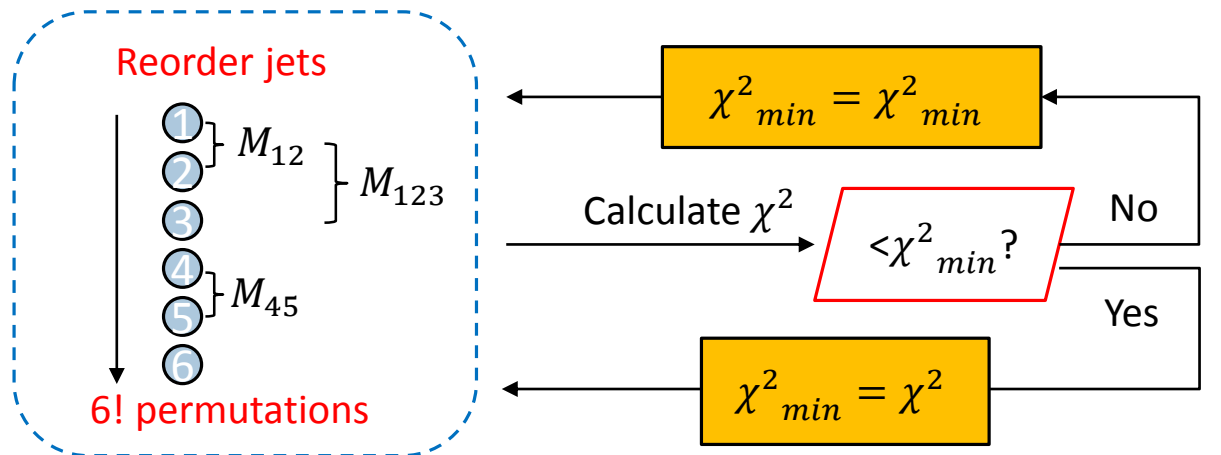 Reorder jets
1
2
3
4
5
6
M₁₂
M₁₂₃
M₄₅
6! permutations
χ²ₘᵢₙ = χ²ₘᵢₙ
Calculate χ²
<χ²ₘᵢₙ?
No
Yes
χ²ₘᵢₙ = χ²